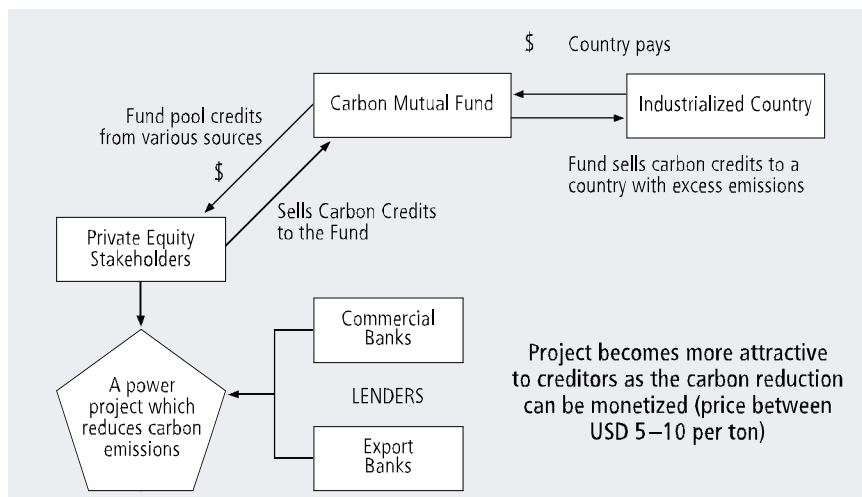 $ Country pays
Carbon Mutual Fund
Industrialized Country
Fund pool credits
from various sources
$
Fund sells carbon credits to a
country with excess emissions
Sells Carbon Credits
to the Fund
Private Equity
Stakeholders
Commercial
Banks
A power
project which
reduces carbon
emissions
LENDERS
Export
Banks
Project becomes more attractive
to creditors as the carbon reduction
can be monetized (price between
USD 5–10 per ton)